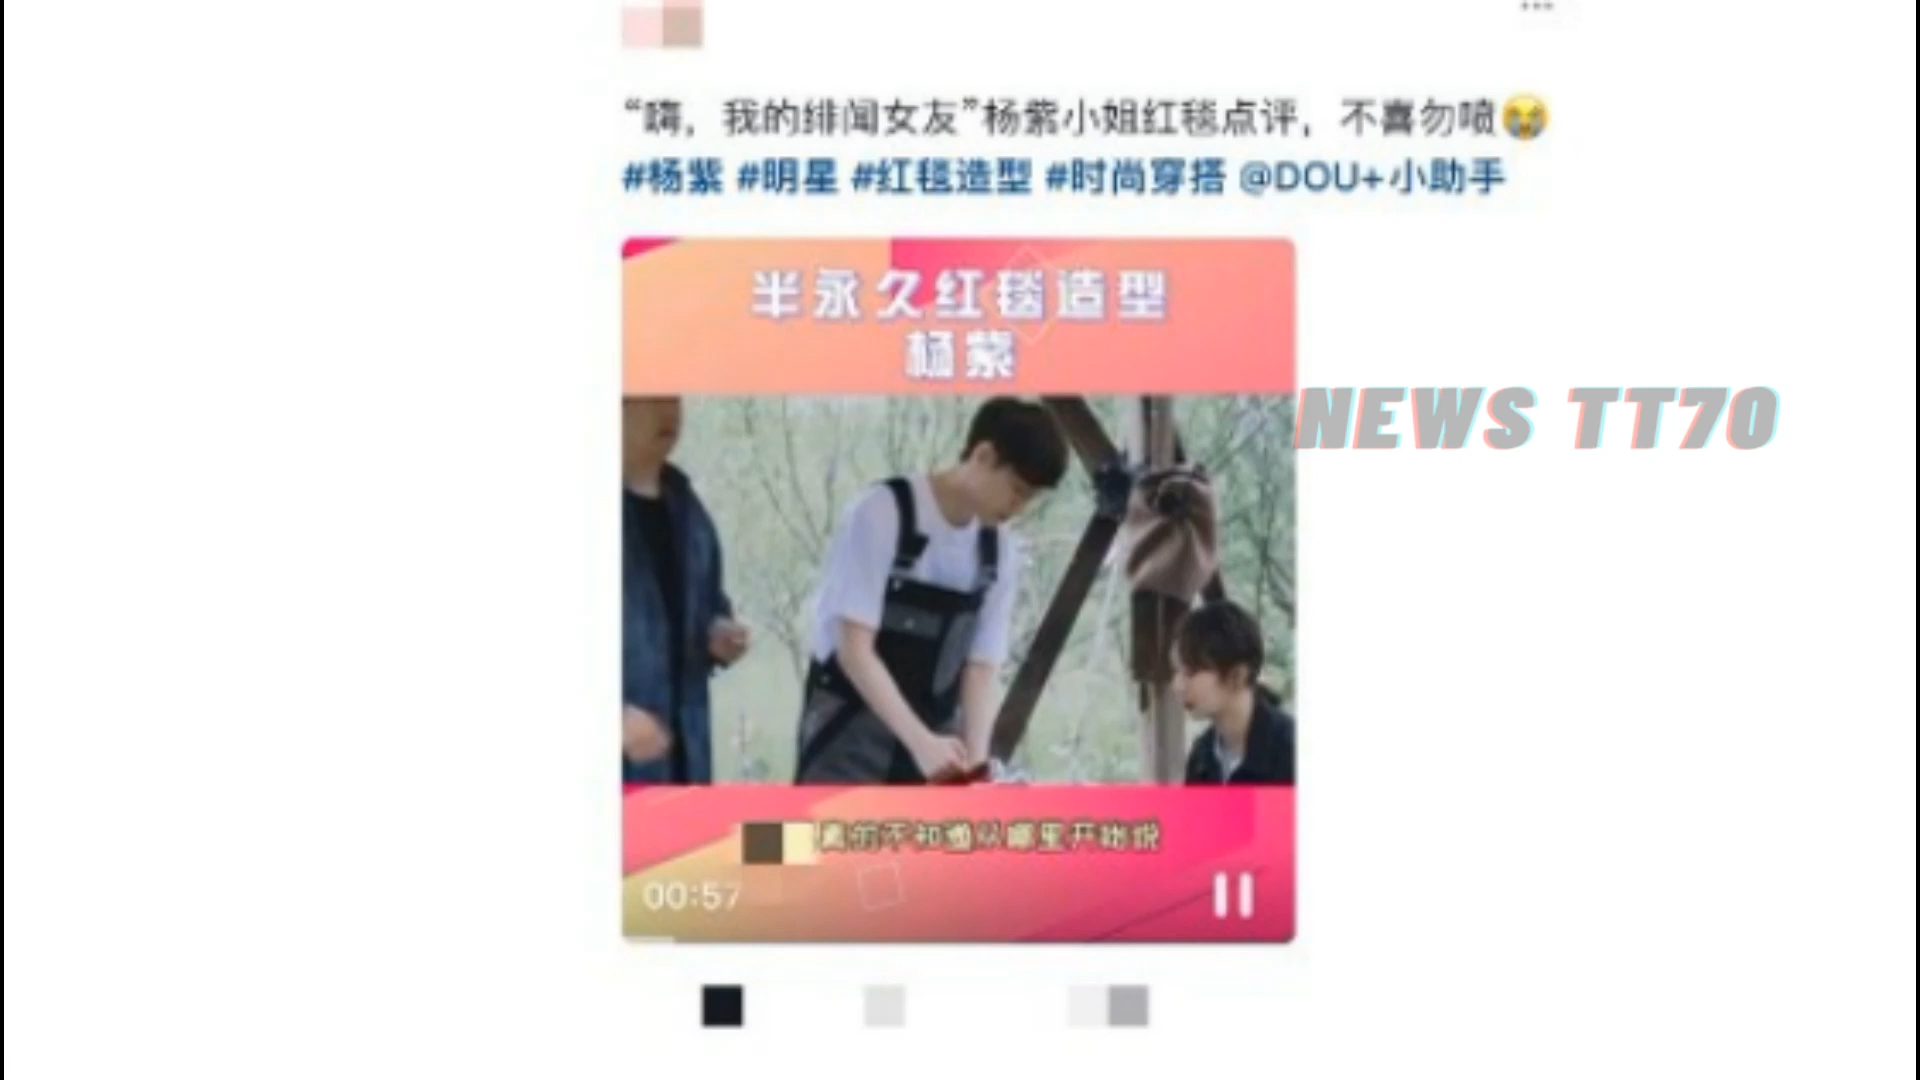 “嗨，我的绯闻女友”杨紫小姐红毯点评，不喜勿喷😭
#杨紫 #明星 #红毯造型 #时尚穿搭 @DOU+小助手
半永久红毯造型
杨紫
NEWS TT70
真的不知道从哪里开始说
00:57